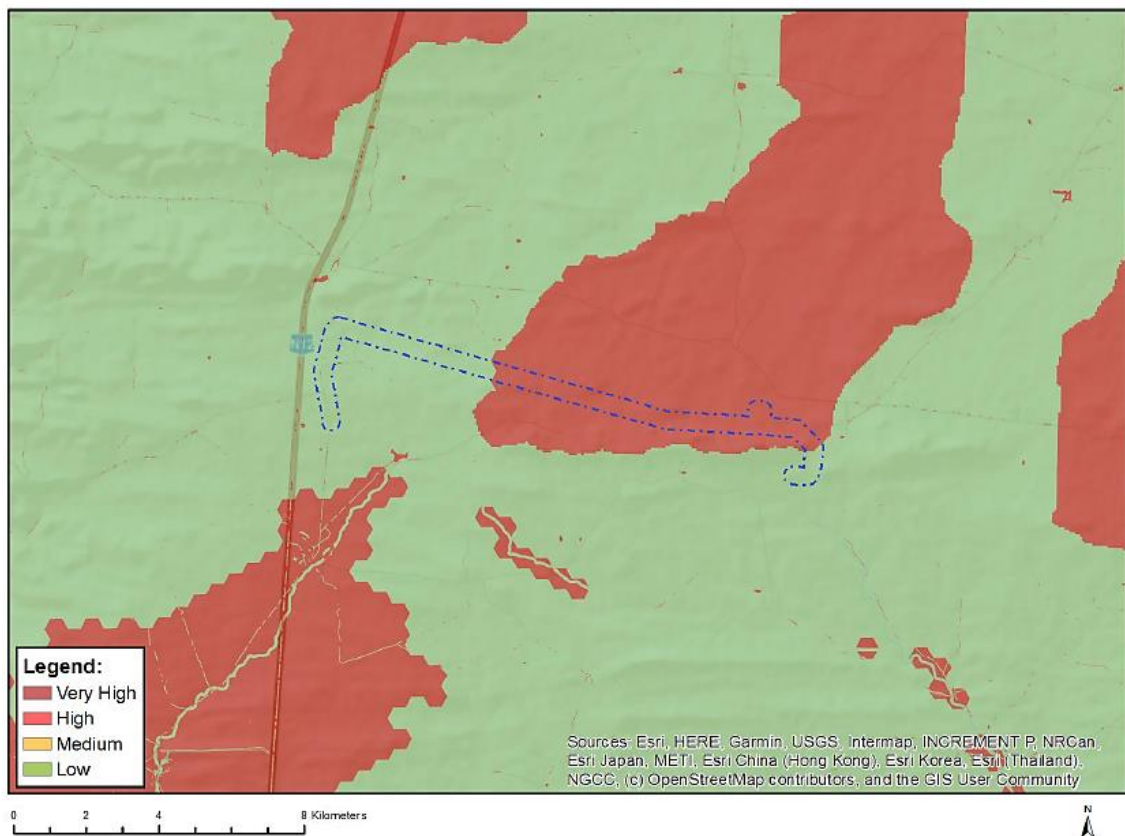 N12
Legend:
Very High
High
Medium
Low
Sources: Esri, HERE, Garmin, USGS, Intermap, INCREMENT P, NRCan,
Esri Japan, METI, Esri China (Hong Kong), Esri Korea, Esri (Thailand),
NGCC, (c) OpenStreetMap contributors, and the GIS User Community
0 2 4 8 Kilometers
N